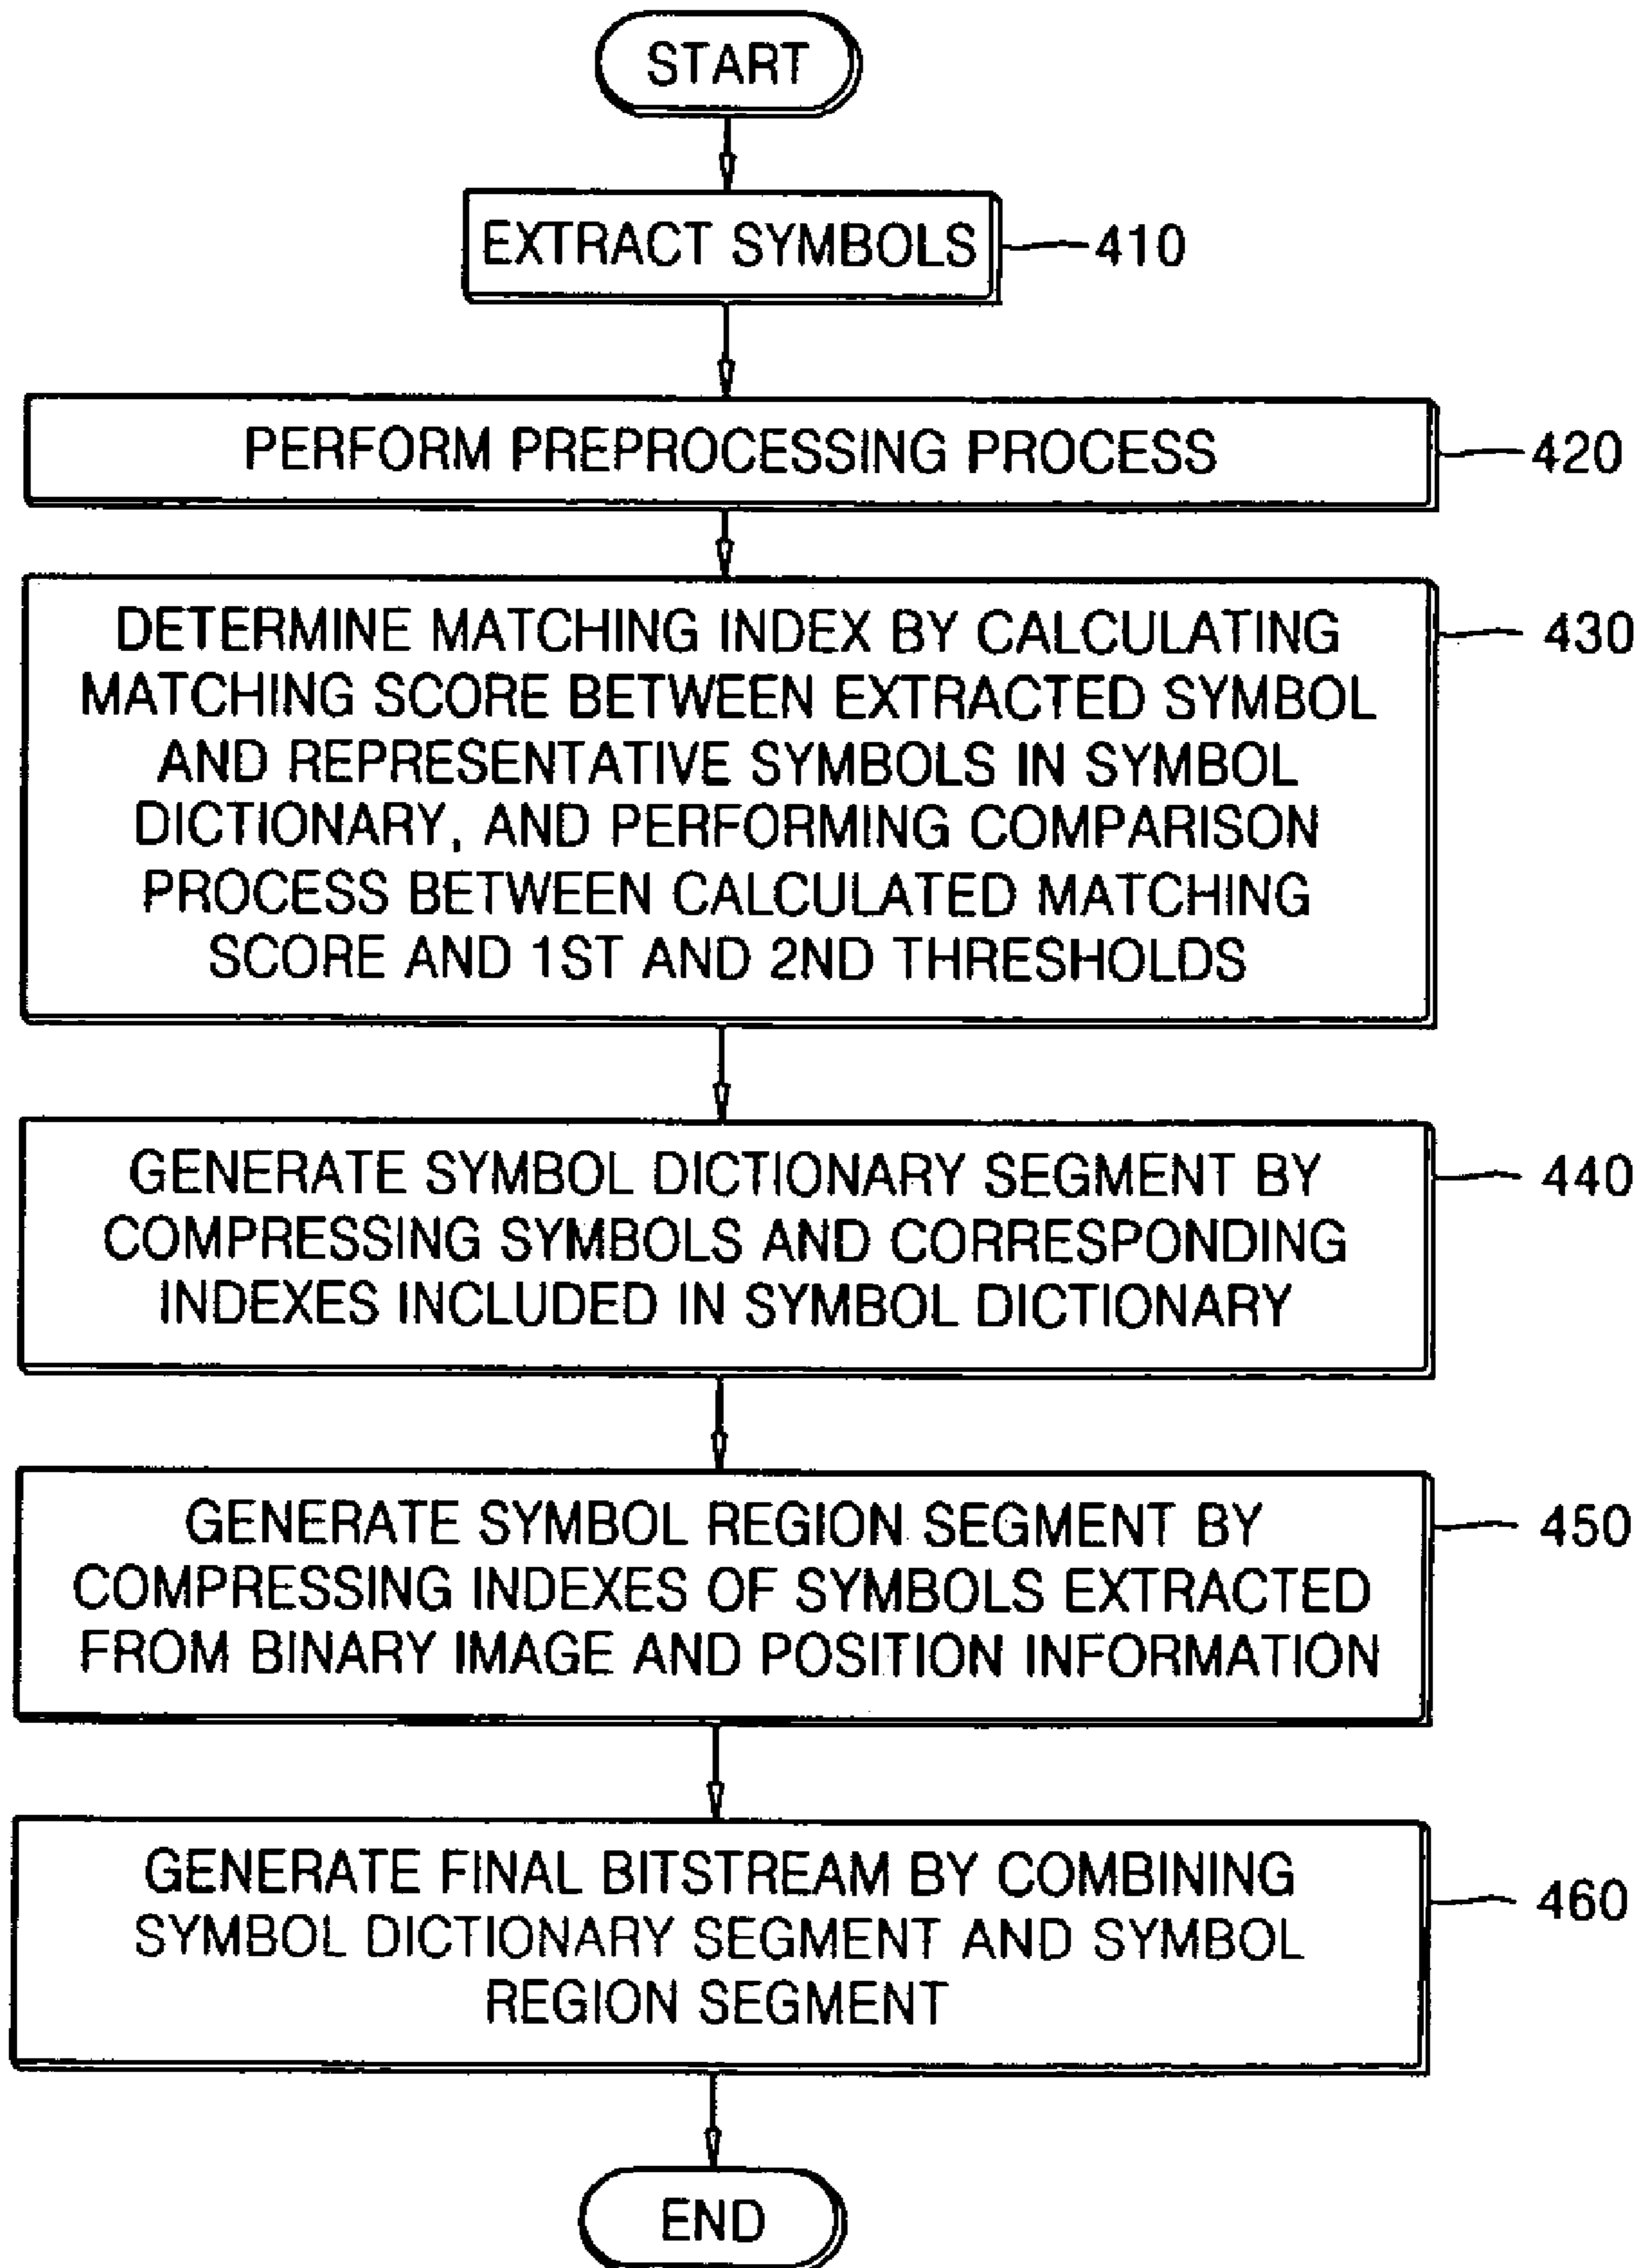 START
EXTRACT SYMBOLS
410
PERFORM PREPROCESSING PROCESS
420
DETERMINE MATCHING INDEX BY CALCULATING
MATCHING SCORE BETWEEN EXTRACTED SYMBOL
AND REPRESENTATIVE SYMBOLS IN SYMBOL
DICTIONARY, AND PERFORMING COMPARISON
PROCESS BETWEEN CALCULATED MATCHING
SCORE AND 1ST AND 2ND THRESHOLDS
430
GENERATE SYMBOL DICTIONARY SEGMENT BY
COMPRESSING SYMBOLS AND CORRESPONDING
INDEXES INCLUDED IN SYMBOL DICTIONARY
440
GENERATE SYMBOL REGION SEGMENT BY
COMPRESSING INDEXES OF SYMBOLS EXTRACTED
FROM BINARY IMAGE AND POSITION INFORMATION
450
GENERATE FINAL BITSTREAM BY COMBINING
SYMBOL DICTIONARY SEGMENT AND SYMBOL
REGION SEGMENT
460
END